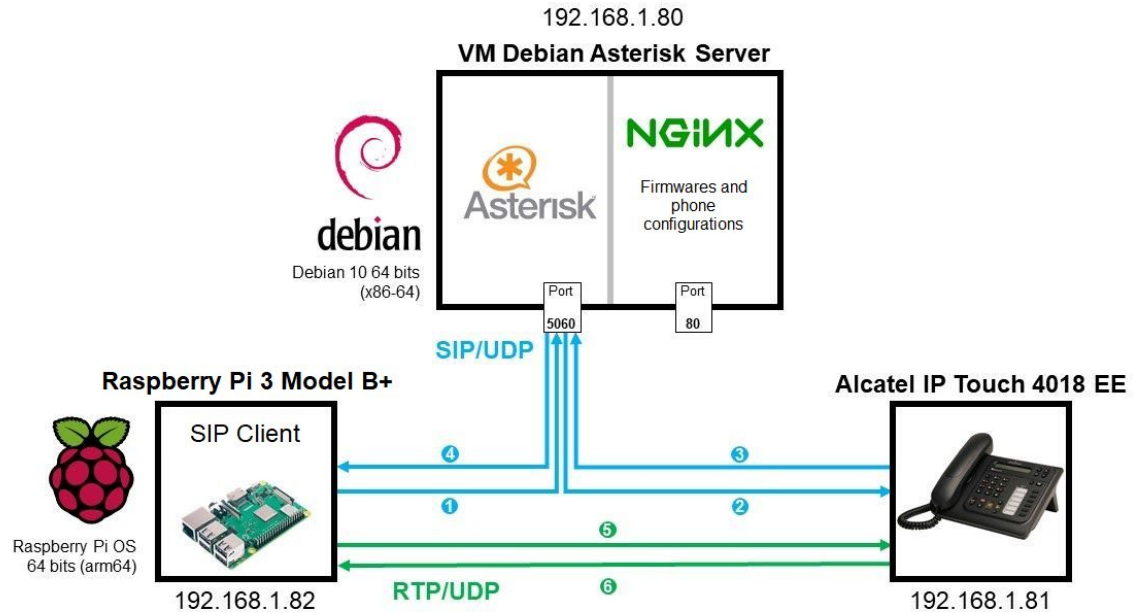 192.168.1.80
VM Debian Asterisk Server
debian
Debian 10 64 bits
(x86-64)
Asterisk
NGiNX
Firmwares and
phone
configurations
Port
5060
Port
80
SIP/UDP
Raspberry Pi 3 Model B+
SIP Client
Raspberry Pi OS
64 bits (arm64)
192.168.1.82
Alcatel IP Touch 4018 EE
192.168.1.81
4
3
1
2
5
6
RTP/UDP